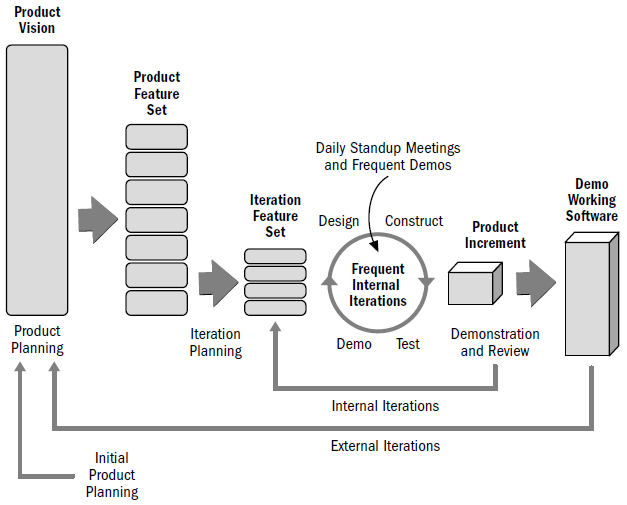 Product
Vision
Product
Feature
Set
Daily Standup Meetings
and Frequent Demos
Iteration
Feature
Set
Design
Construct
Product
Increment
Demo
Working
Software
Frequent
Internal
Iterations
Product
Planning
Iteration
Planning
Demo
Test
Demonstration
and Review
Internal Iterations
External Iterations
Initial
Product
Planning